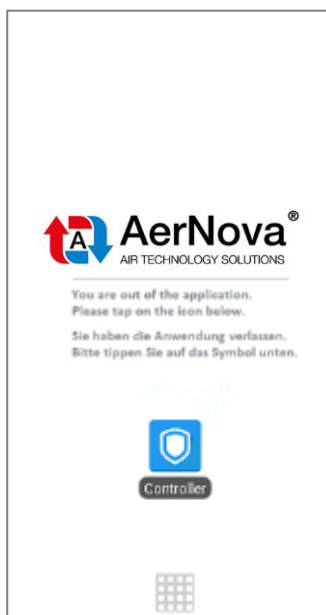 A AerNova®
AIR TECHNOLOGY SOLUTIONS
You are out of the application.
Please tap on the icon below.
Sie haben die Anwendung verlassen.
Bitte tippen Sie auf das Symbol unten.
Controller